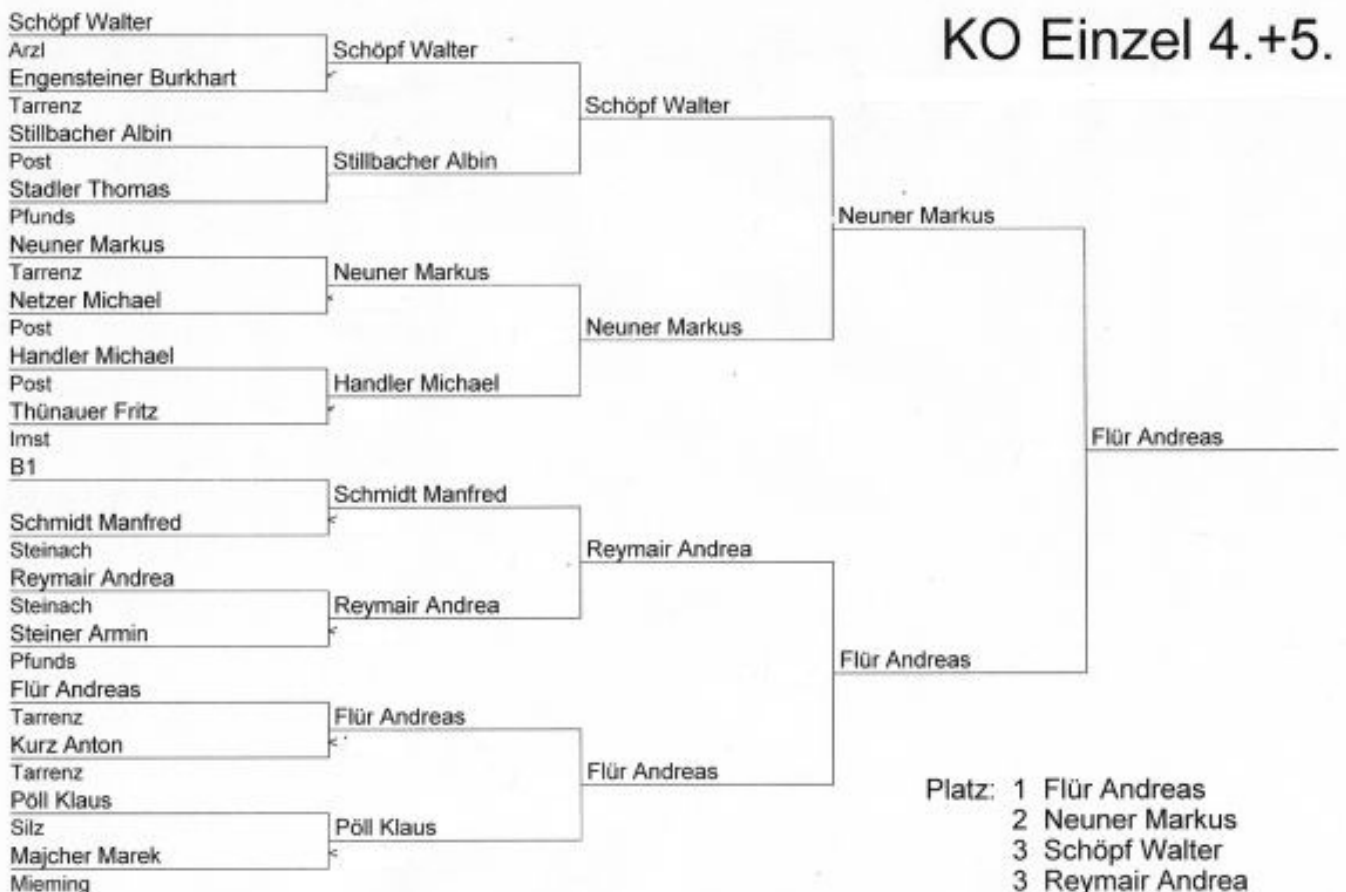 KO Einzel 4.+5.
Schöpf Walter
Arzl
Engensteiner Burkhart
Tarrenz
Stillbacher Albin
Post
Stadler Thomas
Pfunds
Neuner Markus
Tarrenz
Netzer Michael
Post
Handler Michael
Post
Thünauer Fritz
Imst
B1
Schmidt Manfred
Steinach
Reymair Andrea
Steinach
Steiner Armin
Pfunds
Flür Andreas
Tarrenz
Kurz Anton
Tarrenz
Pöll Klaus
Silz
Majcher Marek
Mieming
Schöpf Walter
Stillbacher Albin
Neuner Markus
Handler Michael
Schmidt Manfred
Reymair Andrea
Flür Andreas
Pöll Klaus
Schöpf Walter
Neuner Markus
Reymair Andrea
Flür Andreas
Neuner Markus
Flür Andreas
Flür Andreas
Platz: 1 Flür Andreas
2 Neuner Markus
3 Schöpf Walter
3 Reymair Andrea